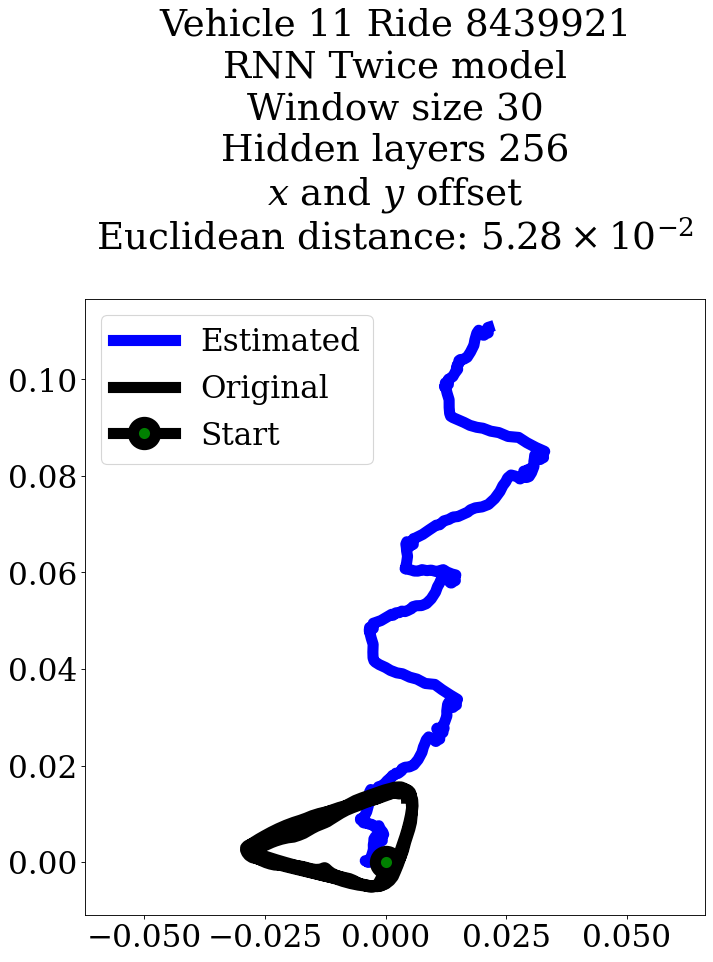 Vehicle 11 Ride 8439921
RNN Twice model
Window size 30
Hidden layers 256
x and y offset
Euclidean distance: 5.28 × 10⁻²
Estimated
Original
Start
0.10
0.08
0.06
0.04
0.02
0.00
−0.050 −0.025 0.000 0.025 0.050